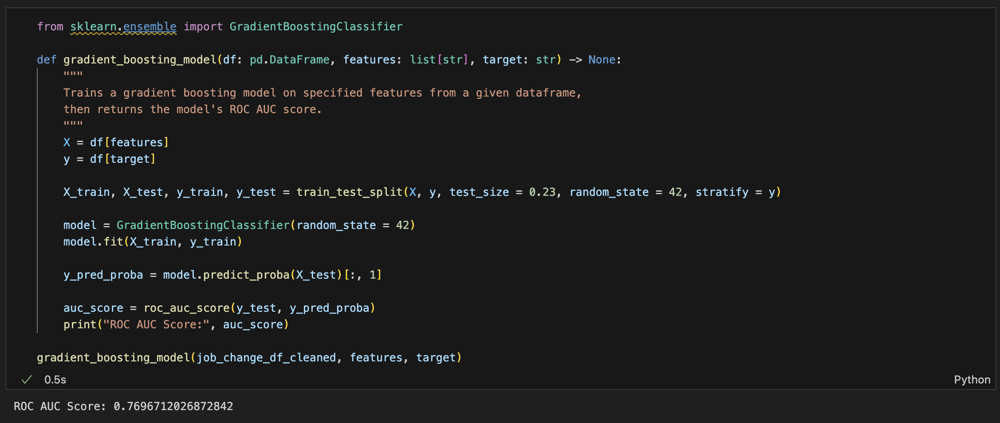 from sklearn.ensemble import GradientBoostingClassifier
def gradient_boosting_model(df: pd.DataFrame, features: list[str], target: str) -> None:
"""
Trains a gradient boosting model on specified features from a given dataframe,
then returns the model's ROC AUC score.
"""
X = df[features]
y = df[target]
X_train, X_test, y_train, y_test = train_test_split(X, y, test_size = 0.23, random_state = 42, stratify = y)
model = GradientBoostingClassifier(random_state = 42)
model.fit(X_train, y_train)
y_pred_proba = model.predict_proba(X_test)[:, 1]
auc_score = roc_auc_score(y_test, y_pred_proba)
print("ROC AUC Score:", auc_score)
gradient_boosting_model(job_change_df_cleaned, features, target)
0.5s
Python
ROC AUC Score: 0.7696712026872842